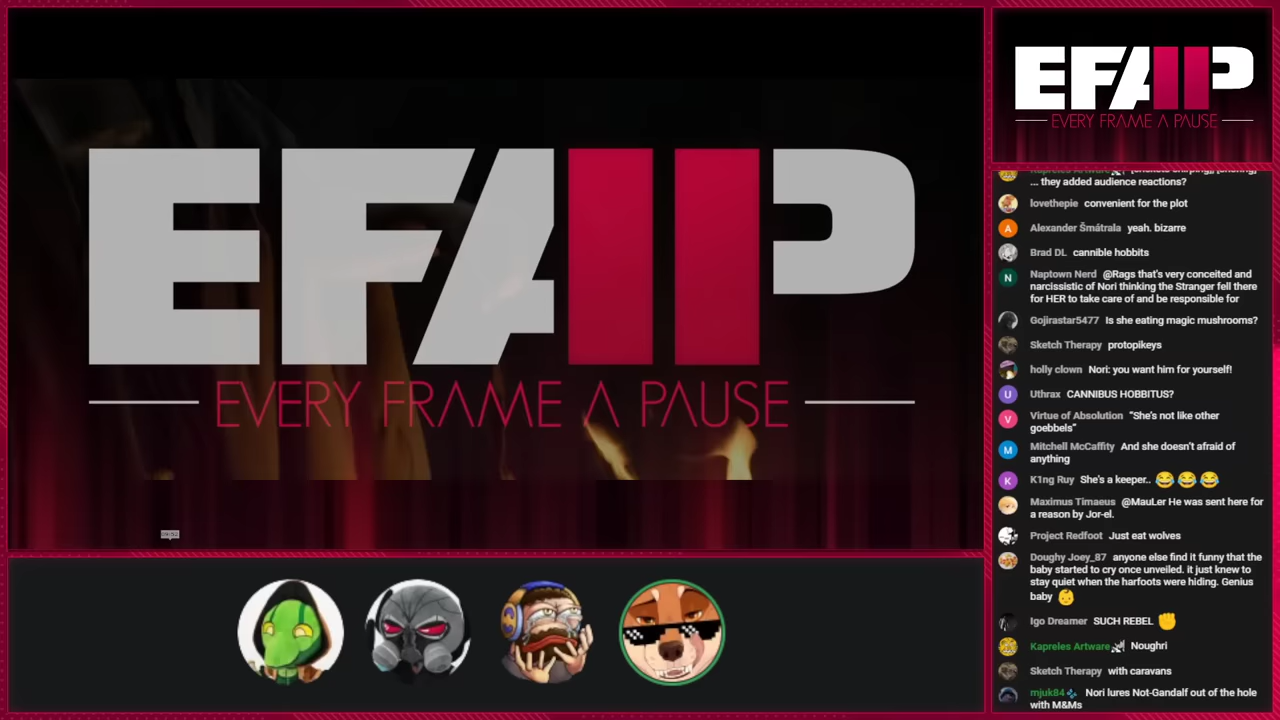 EFAP
EVERY FRAME A PAUSE
EFAP
EVERY FRAME A PAUSE
... they added audience reactions?
lovethepie convenient for the plot
A Alexander Šmátrala yeah. bizarre
Brad DL cannible hobbits
N Naptown Nerd @Rags that's very conceited and
narcissistic of Nori thinking the Stranger fell there
for HER to take care of and be responsible for
Gojirastar5477 Is she eating magic mushrooms?
Sketch Therapy protopikeys
holly clown Nori: you want him for yourself!
U Uthrax CANNIBUS HOBBITUS?
V Virtue of Absolution “She's not like other
goebbels”
M Mitchell McCaffity And she doesn't afraid of
anything
K K1ng Ruy She's a keeper.. 😂😂😂
Maximus Timaeus @MauLer He was sent here for
a reason by Jor-el.
Project Redfoot Just eat wolves
Doughy Joey_87 anyone else find it funny that the
baby started to cry once unveiled. it just knew to
stay quiet when the harfoots were hiding. Genius
baby 👶
Igo Dreamer SUCH REBEL ✊
Kapreles Artware Noughri
Sketch Therapy with caravans
mjuk84 Nori lures Not-Gandalf out of the hole
with M&Ms